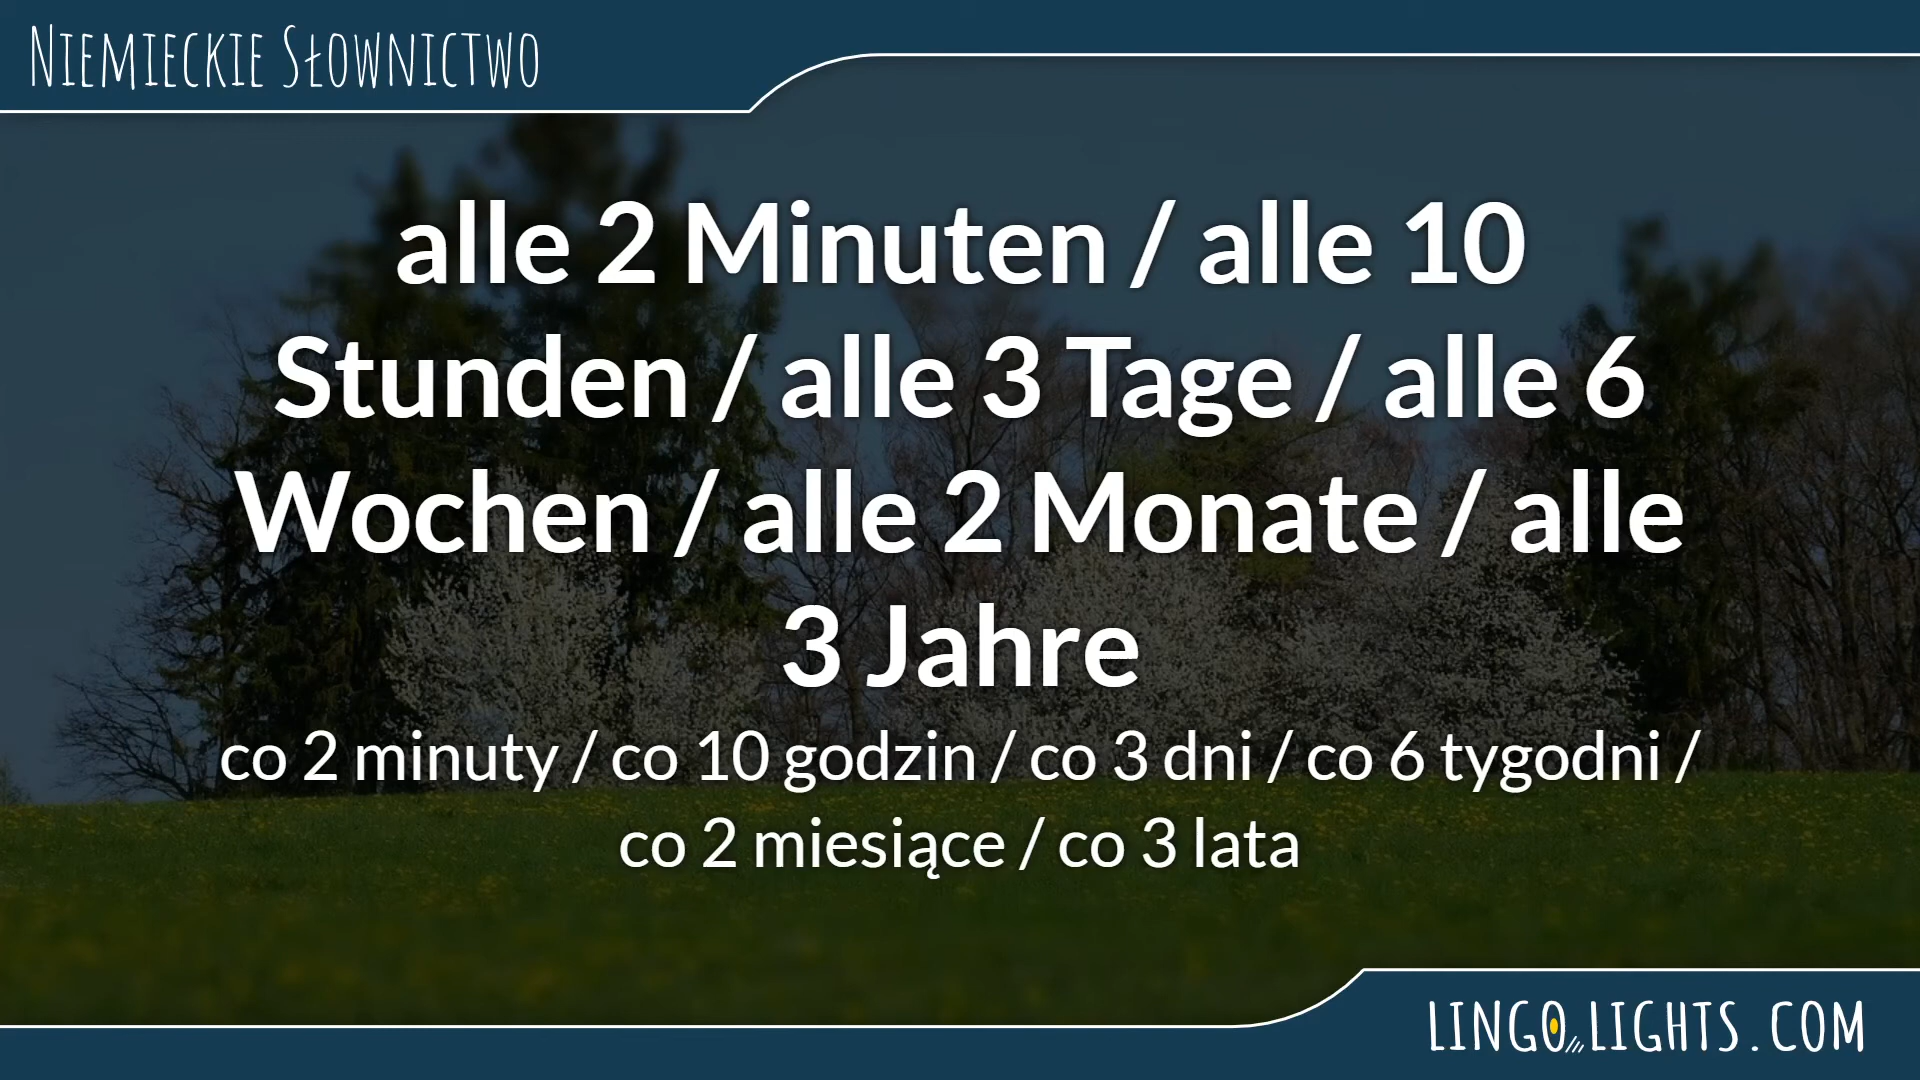 Niemieckie Słownictwo
alle 2 Minuten / alle 10
Stunden / alle 3 Tage / alle 6
Wochen / alle 2 Monate / alle
3 Jahre
co 2 minuty / co 10 godzin / co 3 dni / co 6 tygodni /
co 2 miesiące / co 3 lata
LINGOLIGHTS.COM